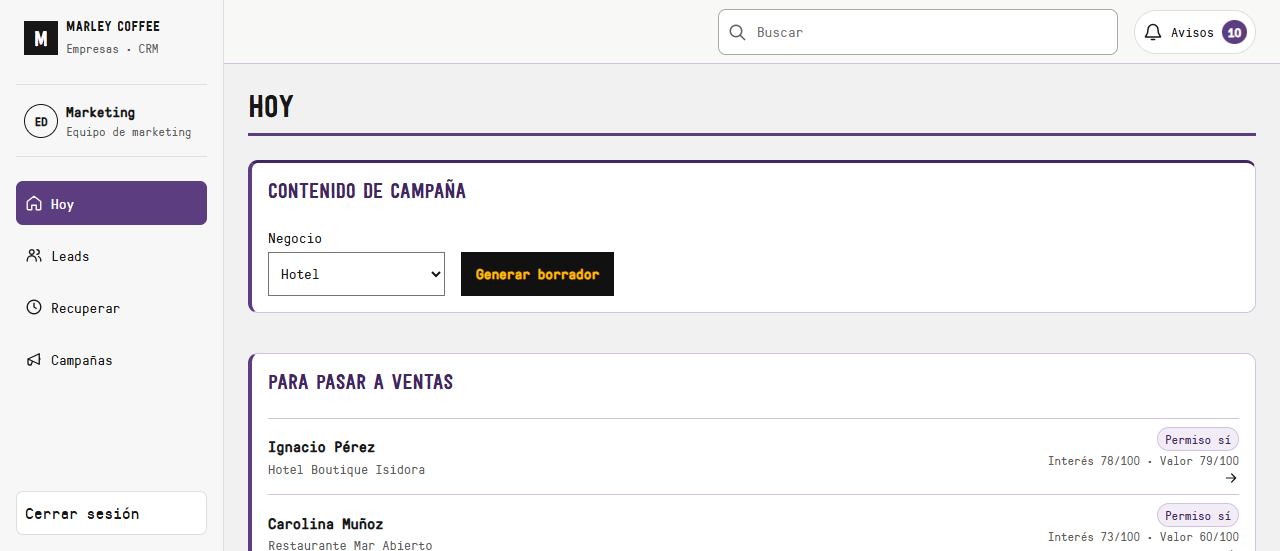 M
MARLEY COFFEE
Empresas • CRM
ED
Marketing
Equipo de marketing
Hoy
Leads
Recuperar
Campañas
Cerrar sesión
Buscar
Avisos 10
HOY
CONTENIDO DE CAMPAÑA
Negocio
Hotel
Generar borrador
PARA PASAR A VENTAS
Ignacio Pérez
Hotel Boutique Isidora
Permiso sí
Interés 78/100 • Valor 79/100
Carolina Muñoz
Restaurante Mar Abierto
Permiso sí
Interés 73/100 • Valor 60/100